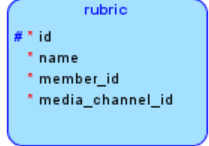 rubric
# * id
* name
* member_id
* media_channel_id